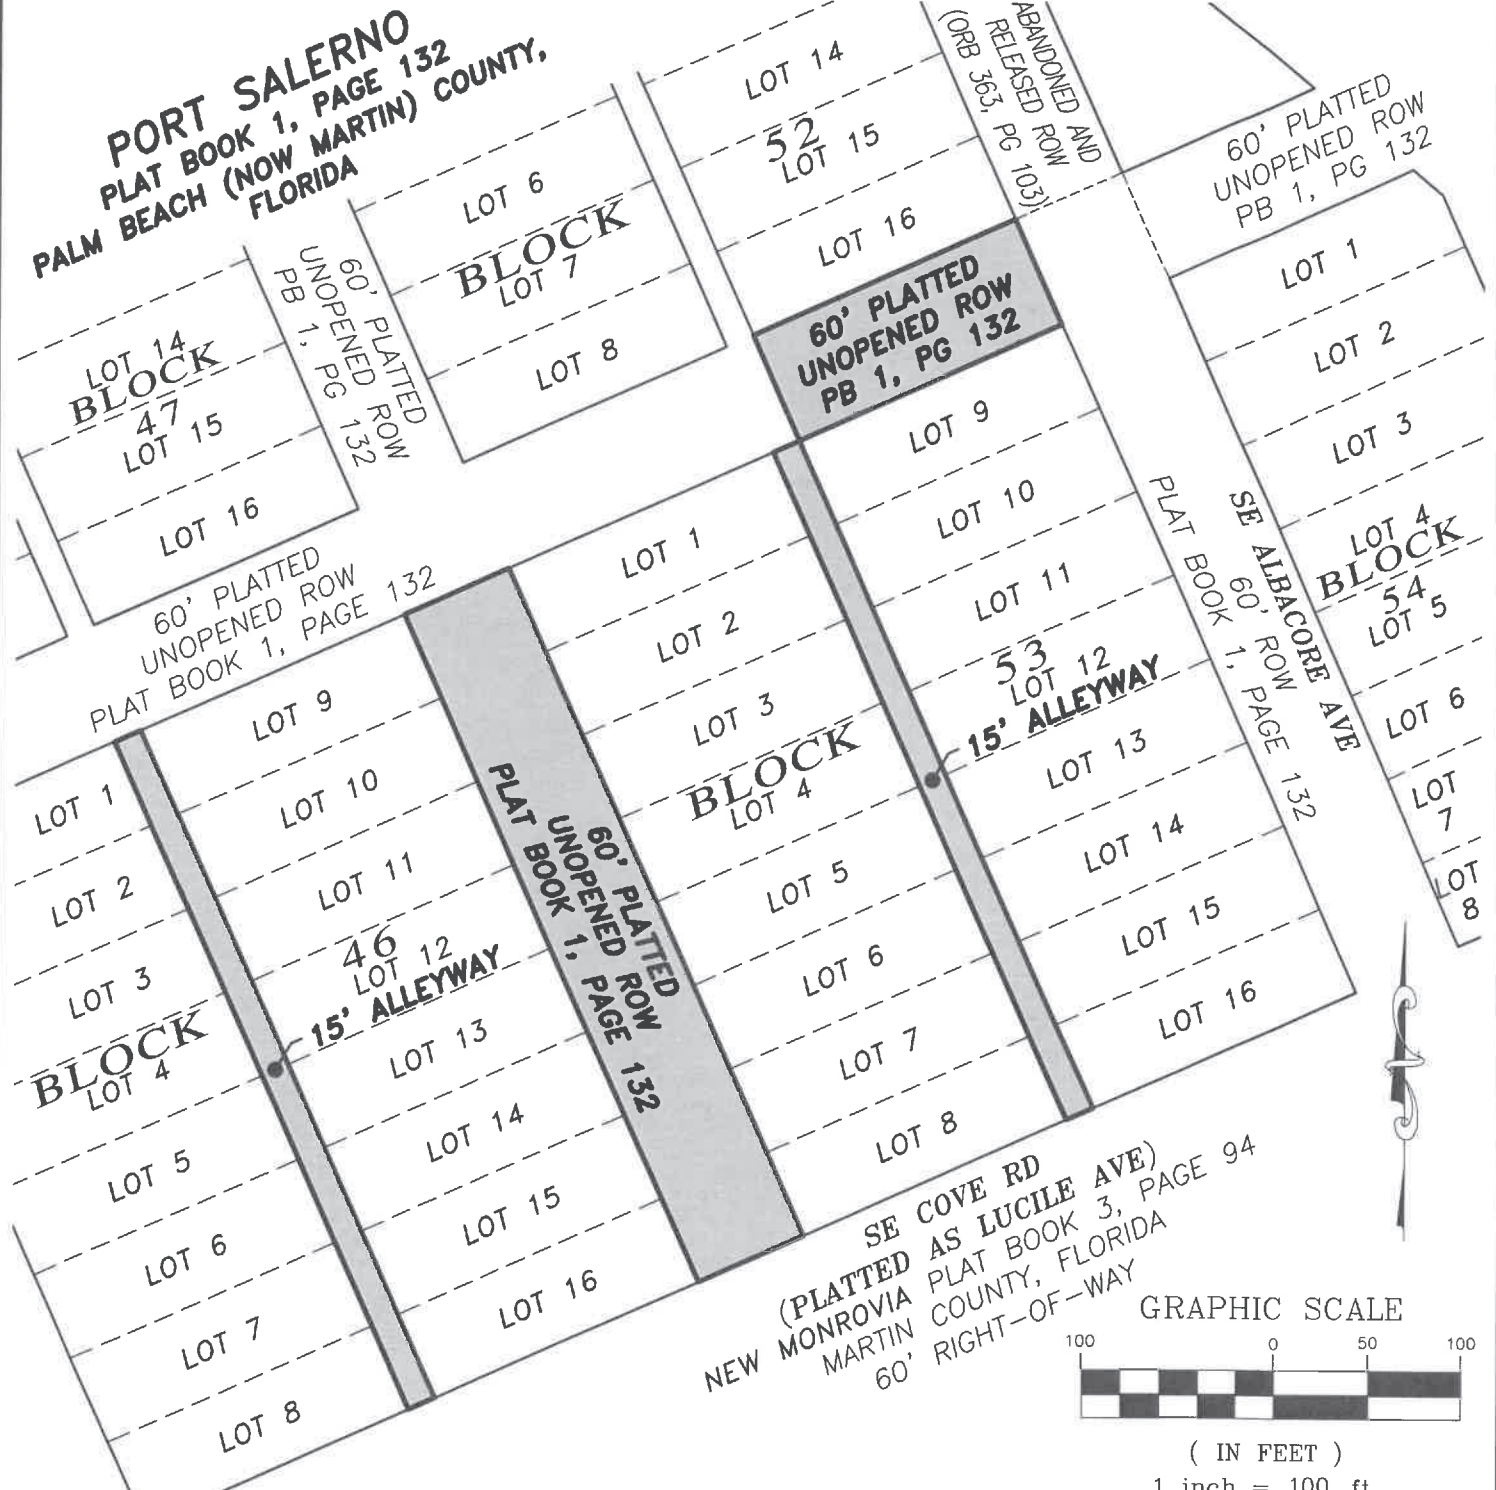 PORT SALERNO
PLAT BOOK 1, PAGE 132
PALM BEACH (NOW MARTIN) COUNTY,
FLORIDA
LOT 14
52
LOT 15
LOT 16
ABANDONED AND
RELEASED ROW
(ORB 363, PG 103)
60' PLATTED
UNOPENED ROW
PB 1, PG 132
LOT 6
BLOCK
LOT 7
LOT 8
60' PLATTED
UNOPENED ROW
PB 1, PG 132
LOT 14
BLOCK
47
LOT 15
LOT 16
60' PLATTED
UNOPENED ROW
PB 1, PG 132
60' PLATTED
UNOPENED ROW
PLAT BOOK 1, PAGE 132
LOT 1
LOT 2
LOT 3
LOT 4
BLOCK
54
LOT 5
LOT 6
LOT
7
LOT
8
SE ALBACORE AVE
60' ROW
PLAT BOOK 1, PAGE 132
LOT 9
LOT 10
LOT 11
53
LOT 12
15' ALLEYWAY
LOT 13
LOT 14
LOT 15
LOT 16
LOT 1
LOT 2
LOT 3
BLOCK
LOT 4
LOT 5
LOT 6
LOT 7
LOT 8
60' PLATTED
UNOPENED ROW
PLAT BOOK 1, PAGE 132
LOT 9
LOT 10
LOT 11
46
LOT 12
15' ALLEYWAY
LOT 13
LOT 14
LOT 15
LOT 16
LOT 1
LOT 2
LOT 3
BLOCK
LOT 4
LOT 5
LOT 6
LOT 7
LOT 8
SE COVE RD
(PLATTED AS LUCILE AVE)
NEW MONROVIA PLAT BOOK 3, PAGE 94
MARTIN COUNTY, FLORIDA
60' RIGHT-OF-WAY
GRAPHIC SCALE
100 0 50 100
( IN FEET )
1 inch = 100 ft